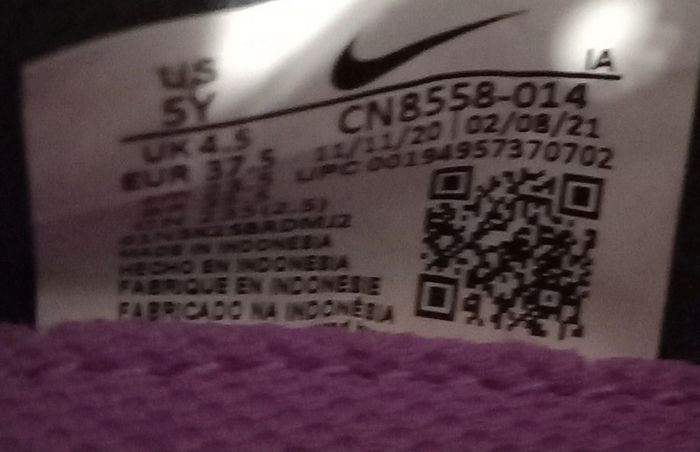 US
5Y
IA
CN8558-014
UK 4.5
11/11/20 | 02/08/21
EUR 37.5
UPC 00194957370702
MADE IN INDONESIA
HECHO EN INDONESIA
FABRIQUE EN INDONESIE
FABRICADO NA INDONÉSIA